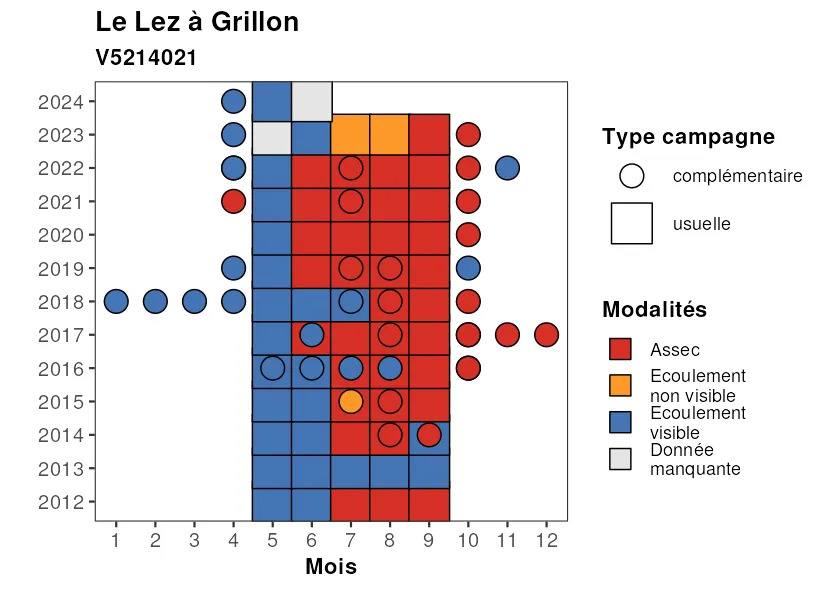 Le Lez à Grillon
V5214021
2024
2023
2022
2021
2020
2019
2018
2017
2016
2015
2014
2013
2012
1 2 3 4 5 6 7 8 9 10 11 12
Mois
Type campagne
complémentaire
usuelle
Modalités
Assec
Ecoulement
non visible
Ecoulement
visible
Donnée
manquante